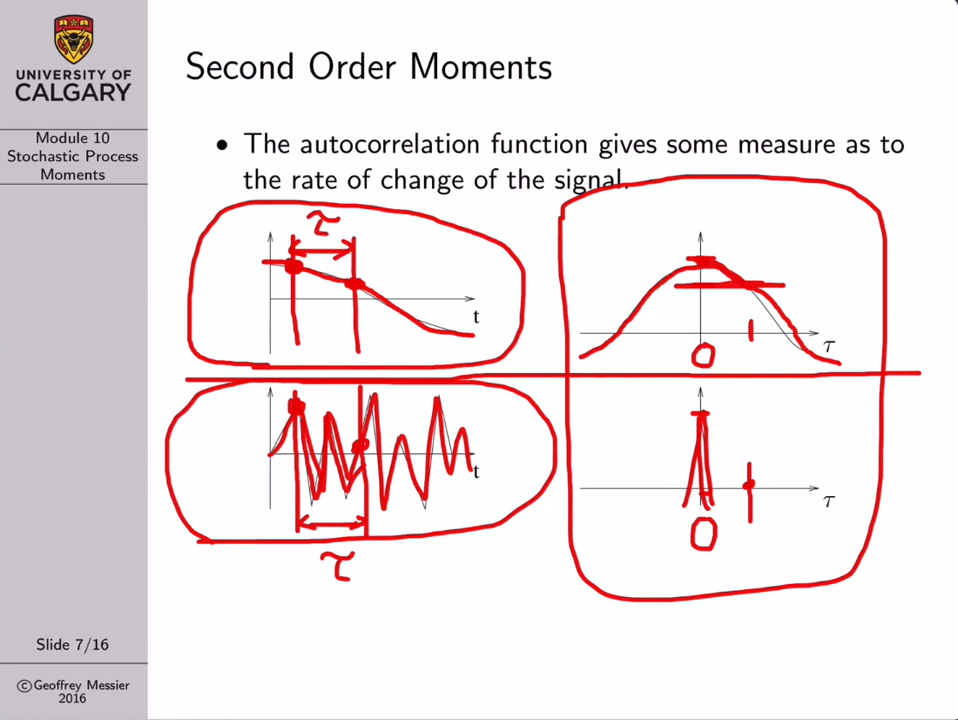 UNIVERSITY OF
CALGARY
Module 10
Stochastic Process
Moments
Second Order Moments
• The autocorrelation function gives some measure as to
the rate of change of the signal.
τ
t
0
τ
t
τ
0
τ
Slide 7/16
©Geoffrey Messier
2016